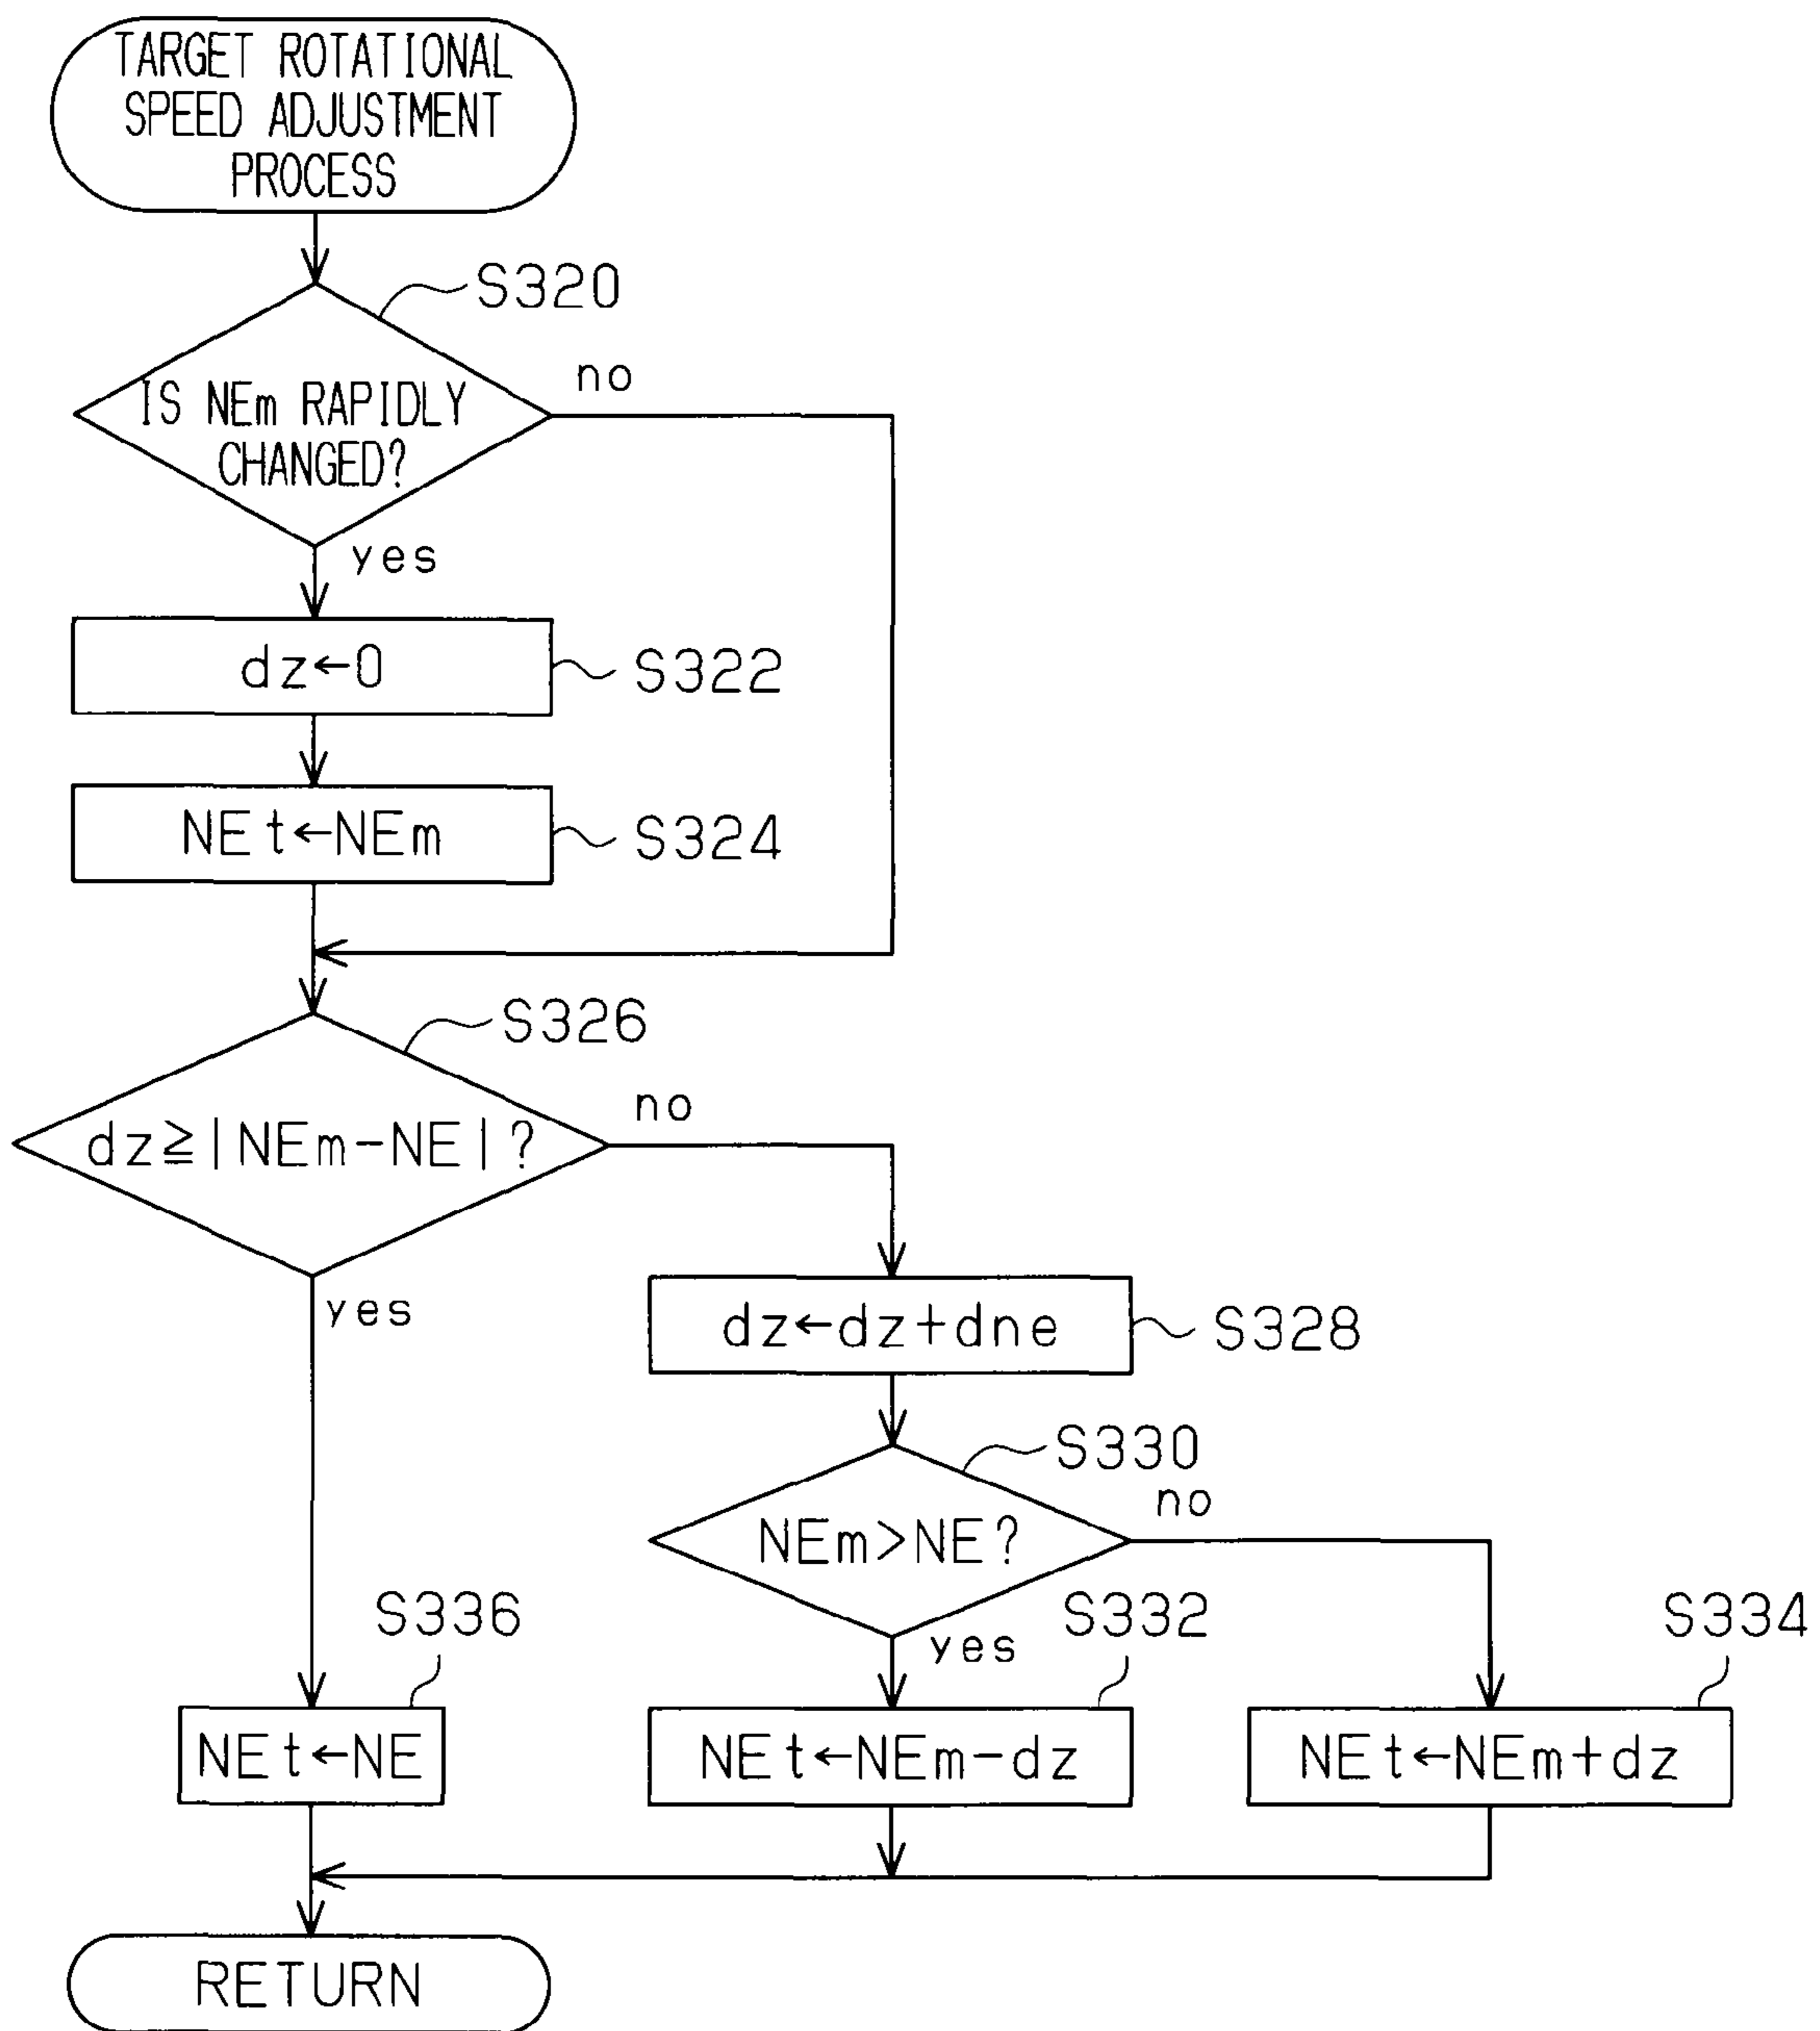 TARGET ROTATIONAL
SPEED ADJUSTMENT
PROCESS
S320
no
IS NEm RAPIDLY
CHANGED?
yes
dz←0
S322
NEt←NEm
S324
S326
no
dz≧|NEm-NE|?
yes
dz←dz+dne
S328
S330
no
NEm>NE?
yes
S336
S332
S334
NEt←NE
NEt←NEm-dz
NEt←NEm+dz
RETURN